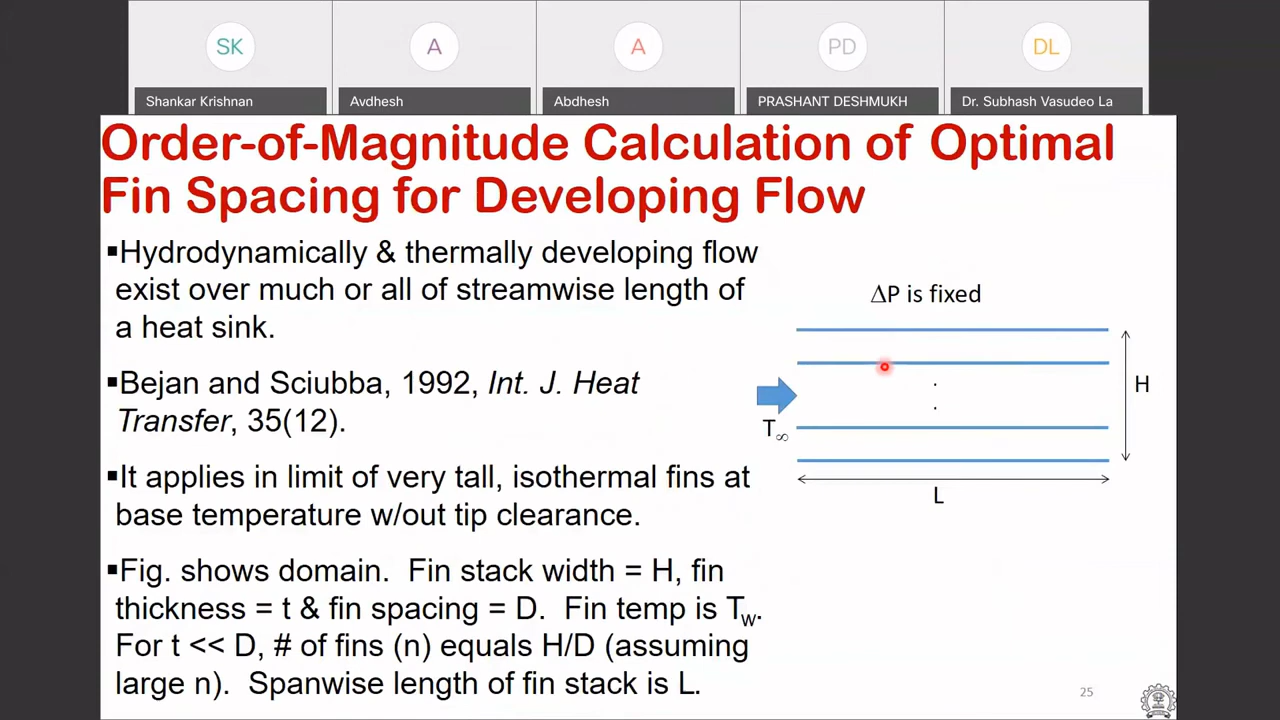 SK
A
A
PD
DL
Shankar Krishnan
Avdhesh
Abdhesh
PRASHANT DESHMUKH
Dr. Subhash Vasudeo La
Order-of-Magnitude Calculation of Optimal
Fin Spacing for Developing Flow
▪Hydrodynamically & thermally developing flow
exist over much or all of streamwise length of
a heat sink.
▪Bejan and Sciubba, 1992, Int. J. Heat
Transfer, 35(12).
▪It applies in limit of very tall, isothermal fins at
base temperature w/out tip clearance.
▪Fig. shows domain. Fin stack width = H, fin
thickness = t & fin spacing = D. Fin temp is Tw.
For t << D, # of fins (n) equals H/D (assuming
large n). Spanwise length of fin stack is L.
ΔP is fixed
H
T∞
L
25